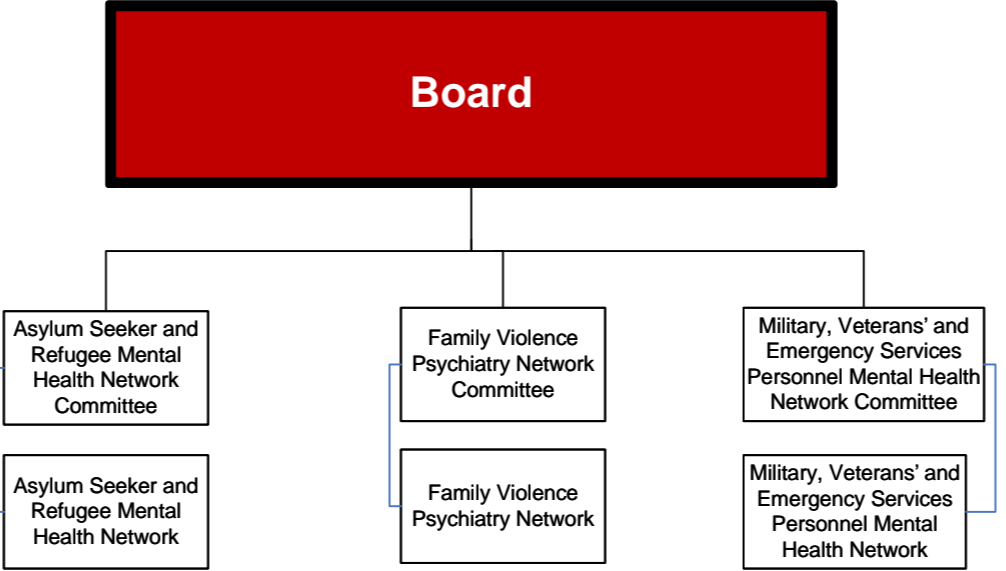 Board
Asylum Seeker and
Refugee Mental
Health Network
Committee
Family Violence
Psychiatry Network
Committee
Military, Veterans’ and
Emergency Services
Personnel Mental Health
Network Committee
Asylum Seeker and
Refugee Mental
Health Network
Family Violence
Psychiatry Network
Military, Veterans’ and
Emergency Services
Personnel Mental
Health Network